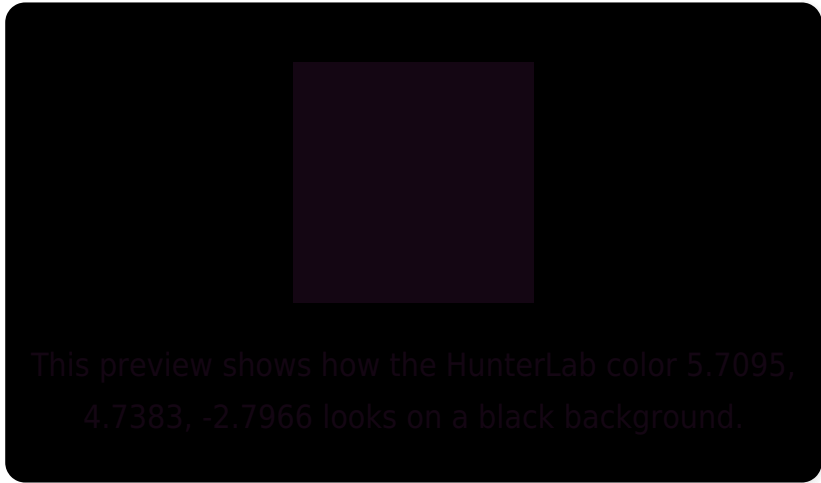 This preview shows how the HunterLab color 5.7095,
4.7383, -2.7966 looks on a black background.